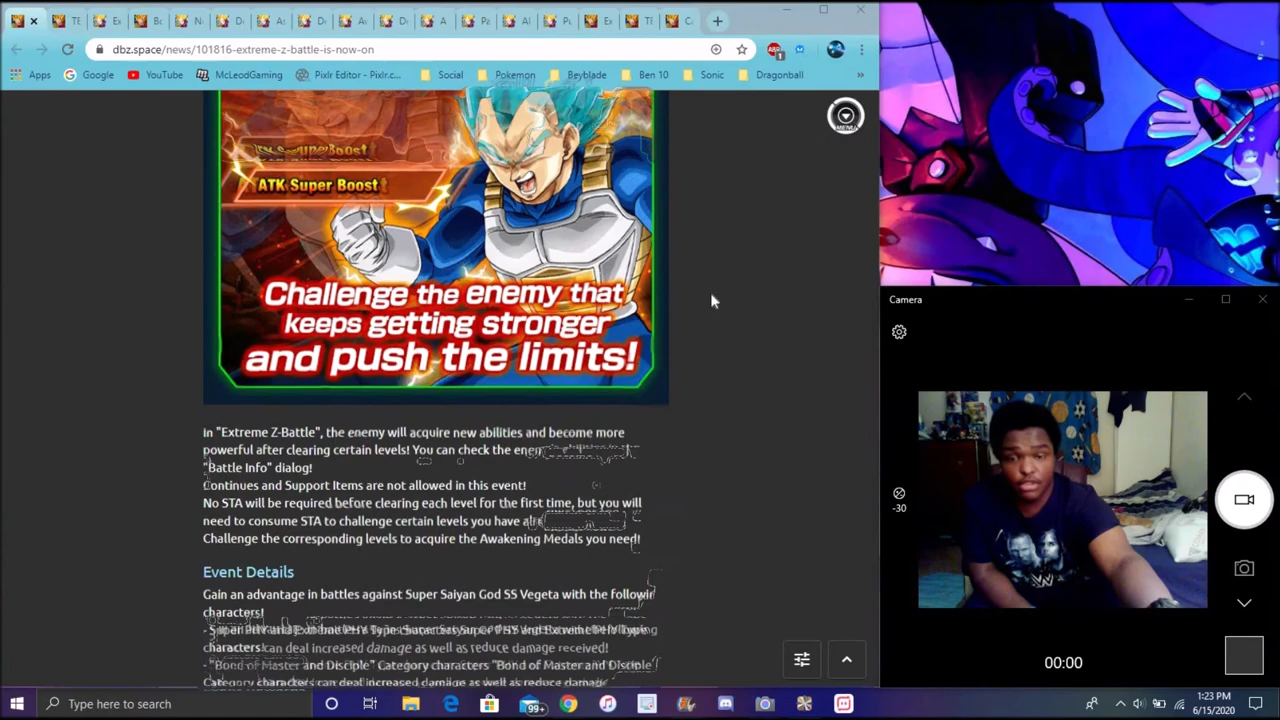 dbz.space/news/101816-extreme-z-battle-is-now-on
ABP
1
Apps
Google
YouTube
McLeodGaming
Pixlr Editor - Pixlr.c...
Social
Pokemon
Beyblade
Ben 10
Sonic
Dragonball
»
MENU
ATK Super Boost
Challenge the enemy that
keeps getting stronger
and push the limits!
In "Extreme Z-Battle", the enemy will acquire new abilities and become more
powerful after clearing certain levels! You can check the
"Battle Info" dialog!
Continues and Support Items are not allowed in this event!
No STA will be required before clearing each level for the first time, but you will
need to consume STA to challenge certain levels you have
Challenge the corresponding levels to acquire the Awakening Medals you need!
Event Details
Gain an advantage in battles against Super Saiyan God SS Vegeta with the
characters!
characters! can deal increased damage as well as reduce damage received!
- "Bond of Master and Disciple" Category characters
Category characters can deal increased damage as well as reduce damage
Camera
-30
00:00
Type here to search
99+
1:23 PM
6/15/2020